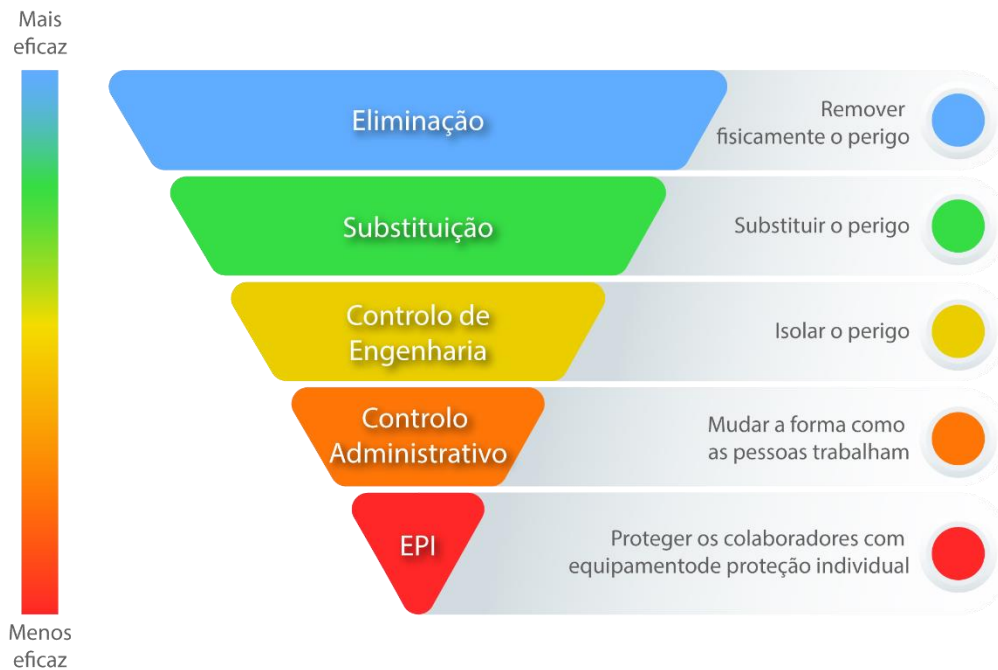 Mais
eficaz
Eliminação
Remover
fisicamente o perigo
Substituição
Substituir o perigo
Controlo de
Engenharia
Isolar o perigo
Controlo
Administrativo
Mudar a forma como
as pessoas trabalham
EPI
Proteger os colaboradores com
equipamentode proteção individual
Menos
eficaz